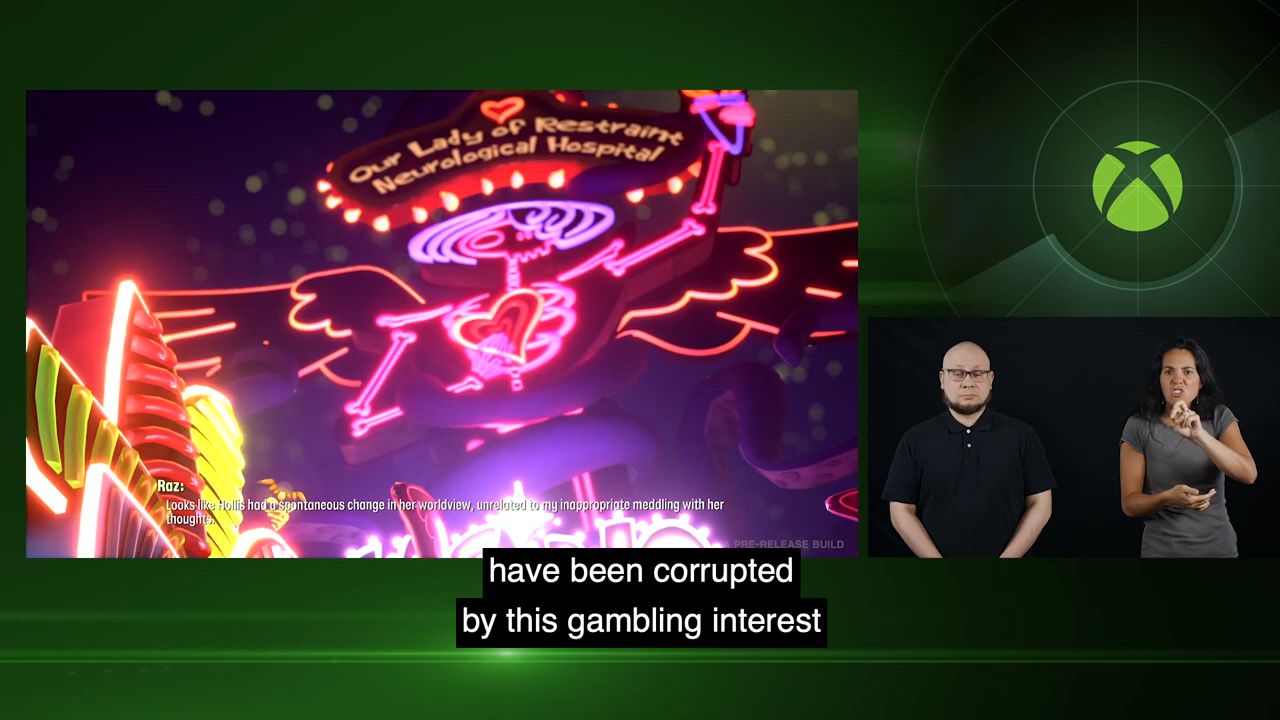 Our Lady of Restraint
Neurological Hospital
Raz:
Looks like Hollis had a spontaneous change in her worldview, unrelated to my inappropriate meddling with her
thoughts.
PRE-RELEASE BUILD
have been corrupted
by this gambling interest